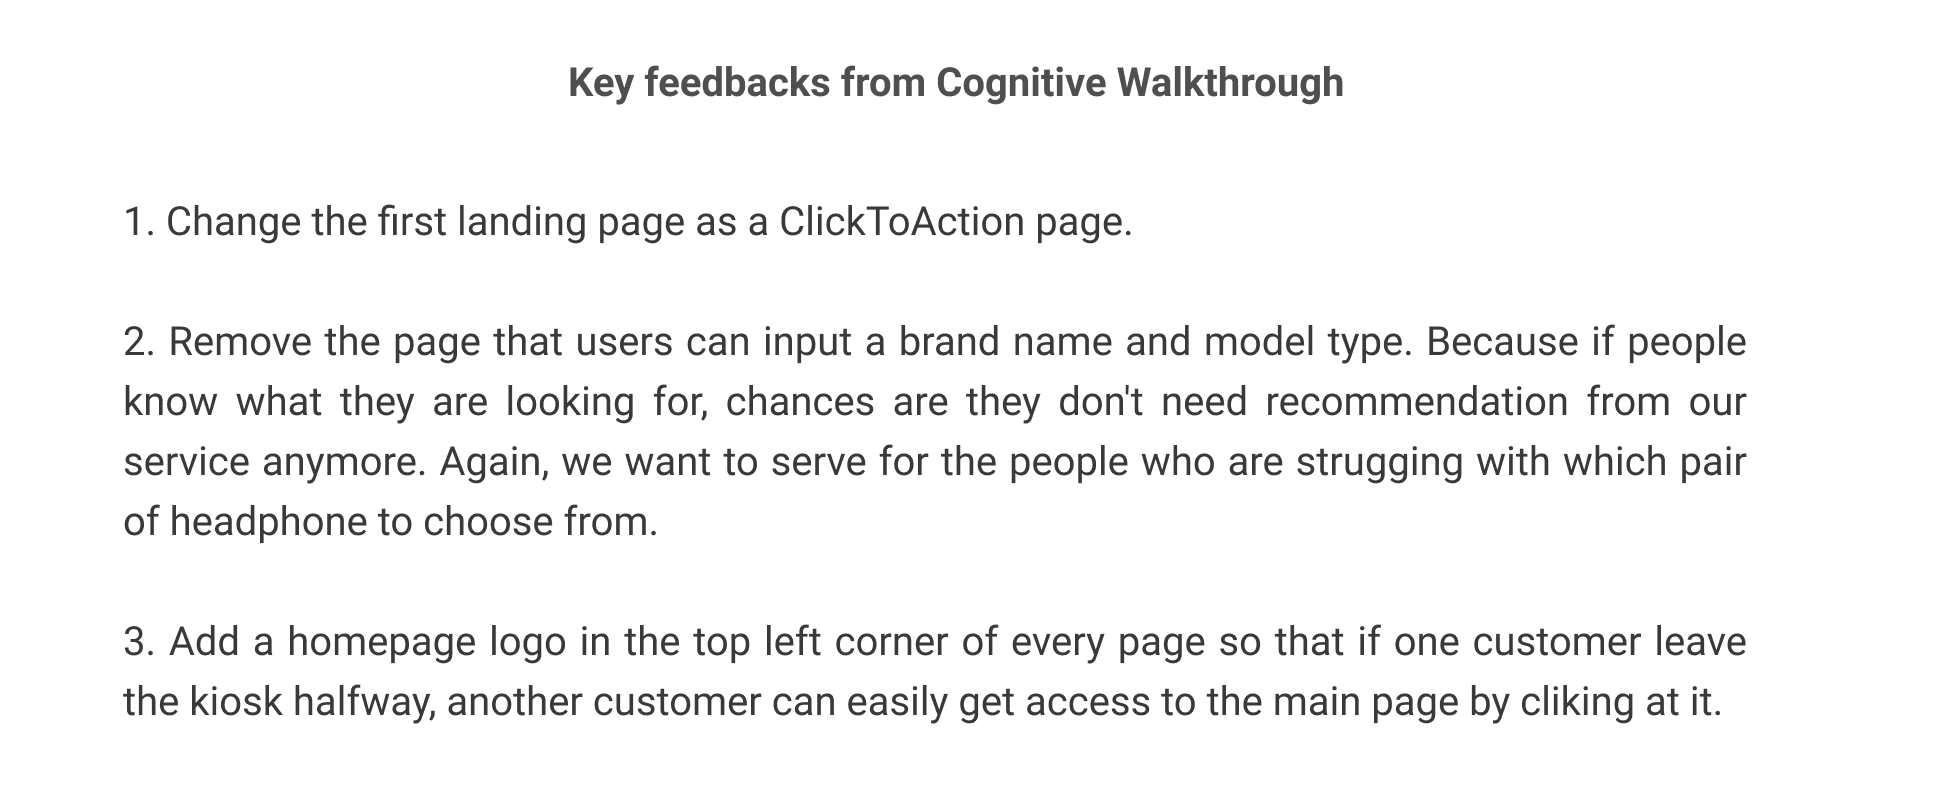 Key feedbacks from Cognitive Walkthrough
1. Change the first landing page as a ClickToAction page.
2. Remove the page that users can input a brand name and model type. Because if people
know what they are looking for, chances are they don't need recommendation from our
service anymore. Again, we want to serve for the people who are strugging with which pair
of headphone to choose from.
3. Add a homepage logo in the top left corner of every page so that if one customer leave
the kiosk halfway, another customer can easily get access to the main page by cliking at it.